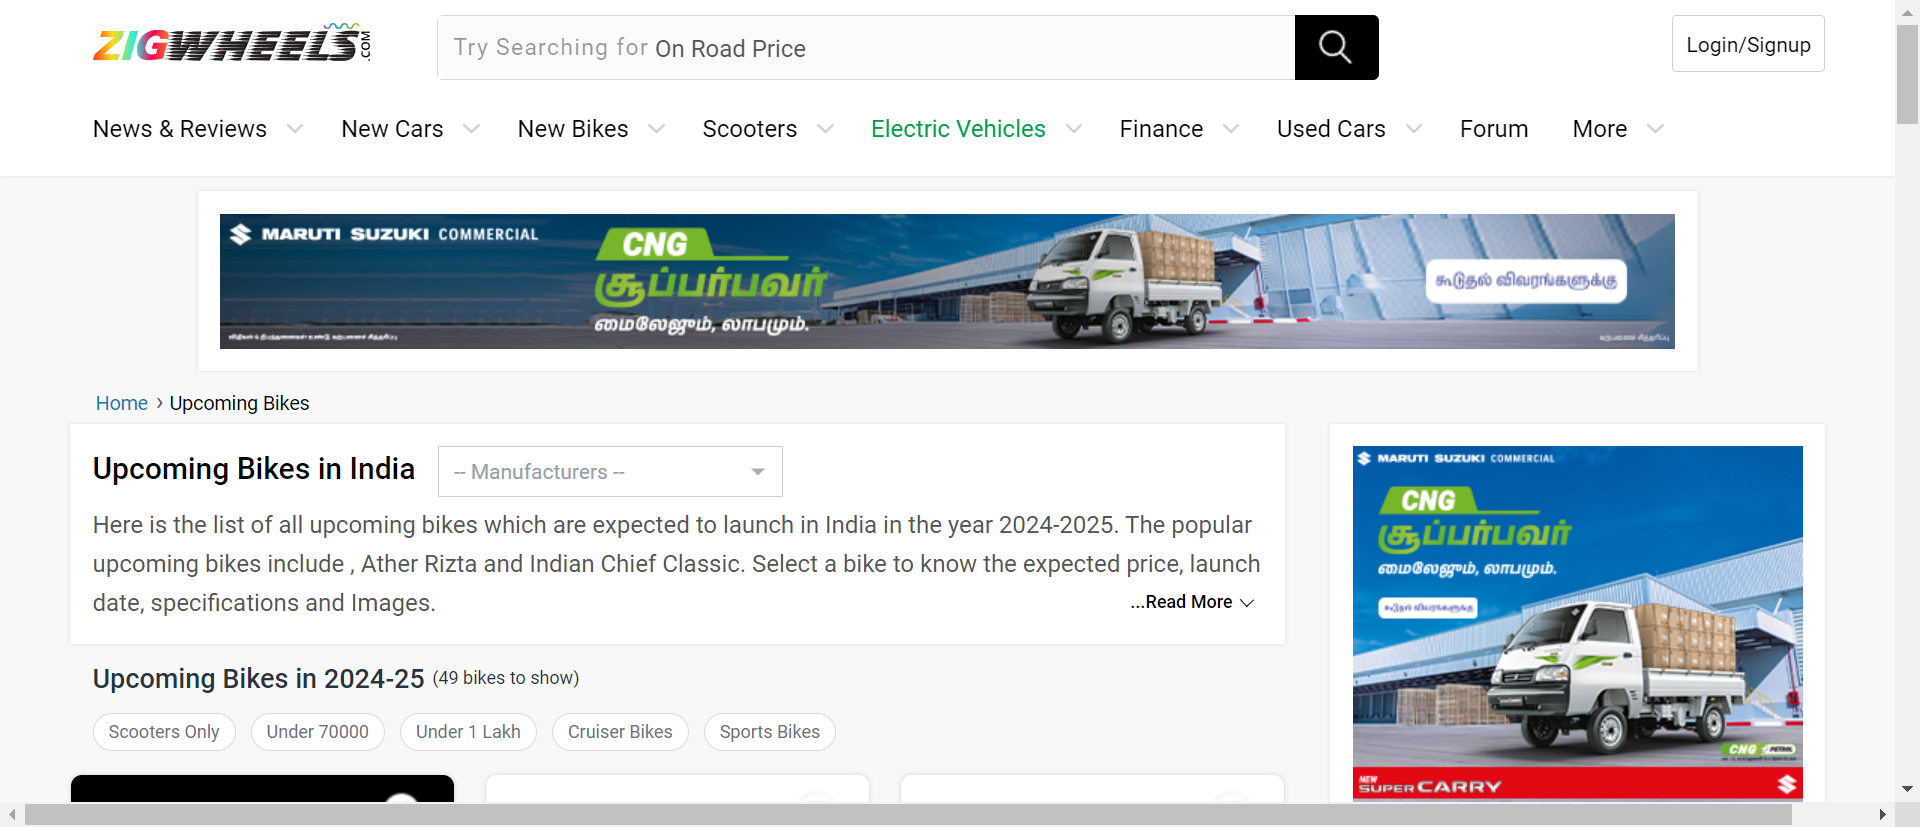 ZIGWHEELS.COM
Try Searching for On Road Price
Login/Signup
News & Reviews
New Cars
New Bikes
Scooters
Electric Vehicles
Finance
Used Cars
Forum
More
MARUTI SUZUKI COMMERCIAL
CNG
சூப்பர்பவர்
மைலேஜும், லாபமும்.
கூடுதல் விவரங்களுக்கு
Home › Upcoming Bikes
Upcoming Bikes in India
-- Manufacturers --
Here is the list of all upcoming bikes which are expected to launch in India in the year 2024-2025. The popular
upcoming bikes include , Ather Rizta and Indian Chief Classic. Select a bike to know the expected price, launch
date, specifications and Images.
...Read More
Upcoming Bikes in 2024-25 (49 bikes to show)
Scooters Only
Under 70000
Under 1 Lakh
Cruiser Bikes
Sports Bikes
MARUTI SUZUKI COMMERCIAL
CNG
சூப்பர்பவர்
மைலேஜும், லாபமும்.
கூடுதல் விவரங்களுக்கு
CNG PETROL
NEW
SUPER CARRY